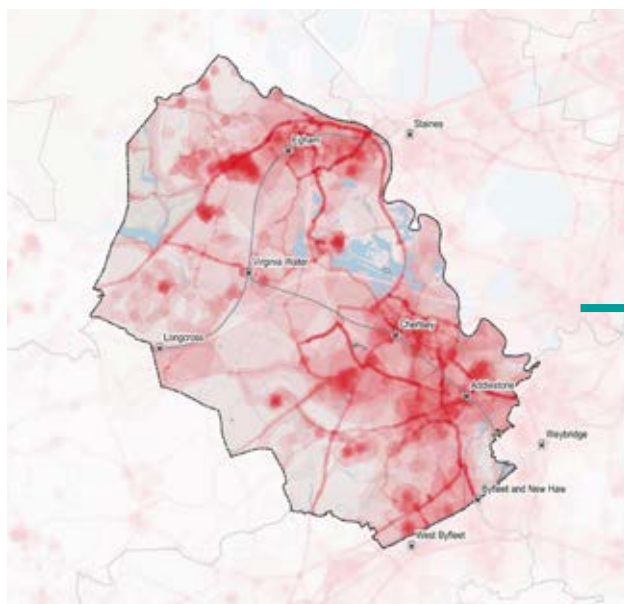 Staines
Egham
Virginia Water
Chertsey
Longcross
Addlestone
Weybridge
Byfleet and New Haw
West Byfleet